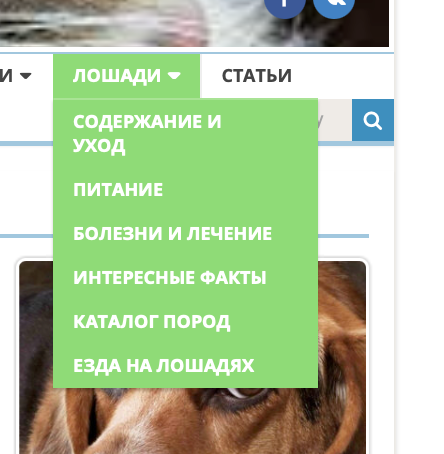 И
ЛОШАДИ
СТАТЬИ
СОДЕРЖАНИЕ И
УХОД
ПИТАНИЕ
БОЛЕЗНИ И ЛЕЧЕНИЕ
ИНТЕРЕСНЫЕ ФАКТЫ
КАТАЛОГ ПОРОД
ЕЗДА НА ЛОШАДЯХ